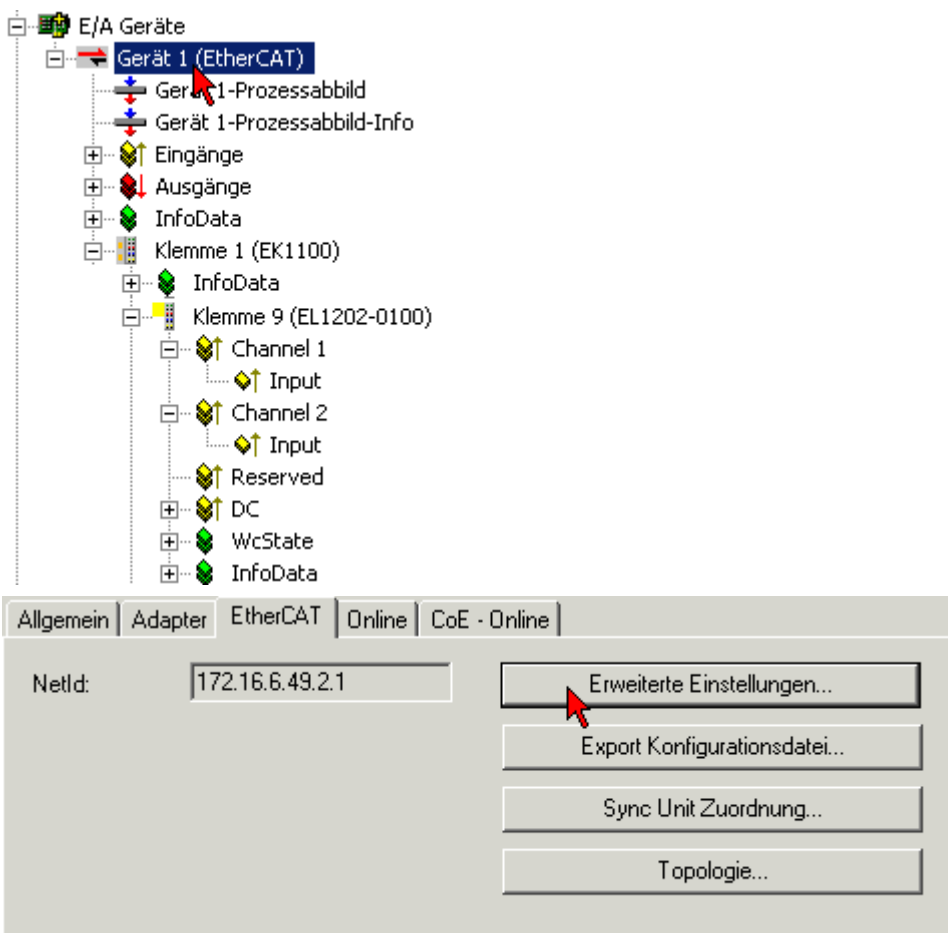 E/A Geräte
Gerät 1 (EtherCAT)
Gerät 1-Prozessabbild
Gerät 1-Prozessabbild-Info
Eingänge
Ausgänge
InfoData
Klemme 1 (EK1100)
InfoData
Klemme 9 (EL1202-0100)
Channel 1
Input
Channel 2
Input
Reserved
DC
WcState
InfoData
Allgemein Adapter EtherCAT Online CoE - Online
NetId: 172.16.6.49.2.1 Erweiterte Einstellungen...
Export Konfigurationsdatei...
Sync Unit Zuordnung...
Topologie...